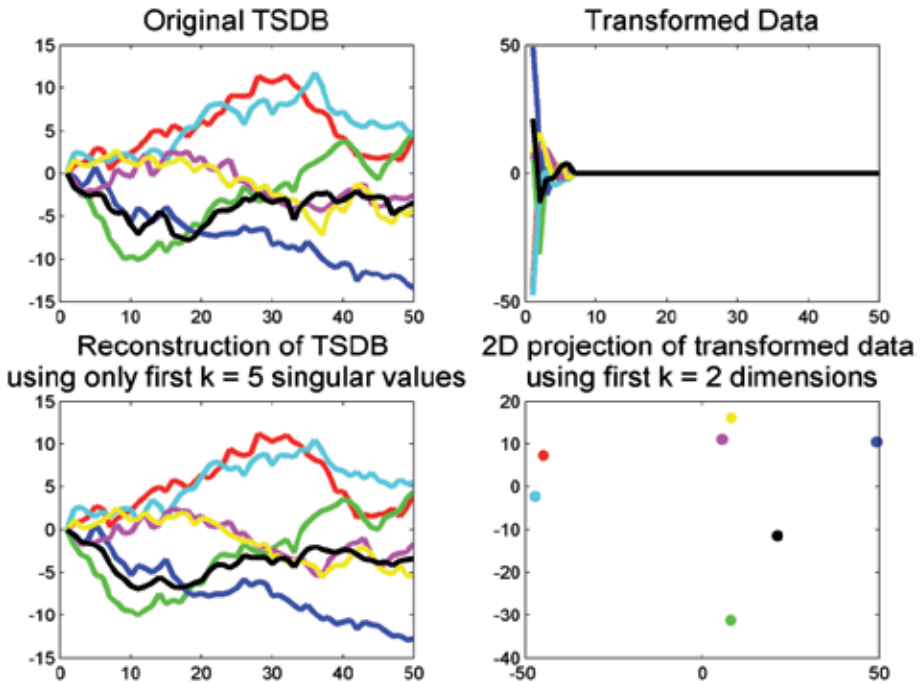 Original TSDB
15
10
5
0
-5
-10
-15
0 10 20 30 40 50
Transformed Data
50
0
-50
0 10 20 30 40 50
Reconstruction of TSDB
using only first k = 5 singular values
15
10
5
0
-5
-10
-15
0 10 20 30 40 50
2D projection of transformed data
using first k = 2 dimensions
20
10
0
-10
-20
-30
-40
-50 0 50